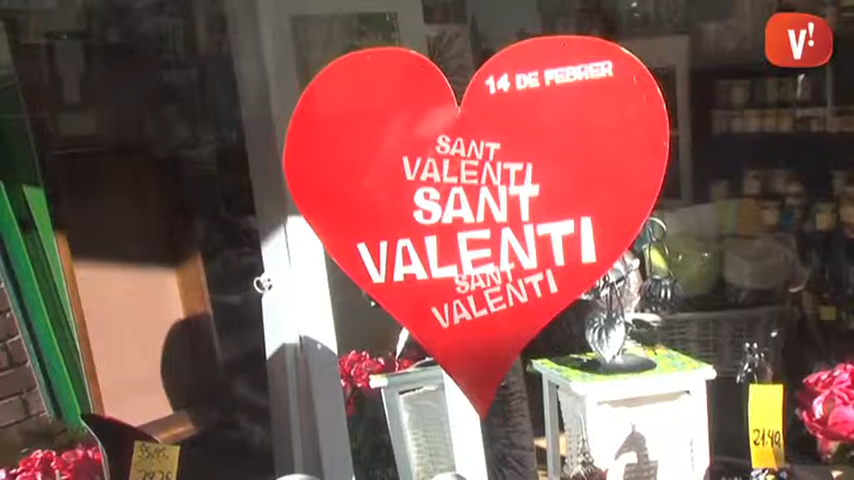 V!
14 DE FEBRER
SANT
VALENTI
SANT
VALENTI
SANT
VALENTI
21.40